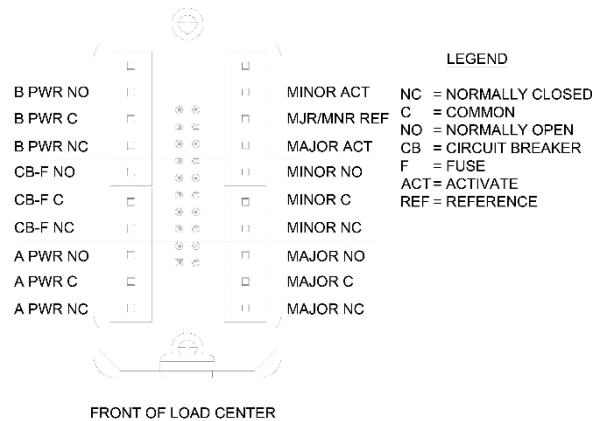 B PWR NO
B PWR C
B PWR NC
CB-F NO
CB-F C
CB-F NC
A PWR NO
A PWR C
A PWR NC
MINOR ACT
MJR/MNR REF
MAJOR ACT
MINOR NO
MINOR C
MINOR NC
MAJOR NO
MAJOR C
MAJOR NC
LEGEND
NC = NORMALLY CLOSED
C = COMMON
NO = NORMALLY OPEN
CB = CIRCUIT BREAKER
F = FUSE
ACT = ACTIVATE
REF = REFERENCE
FRONT OF LOAD CENTER